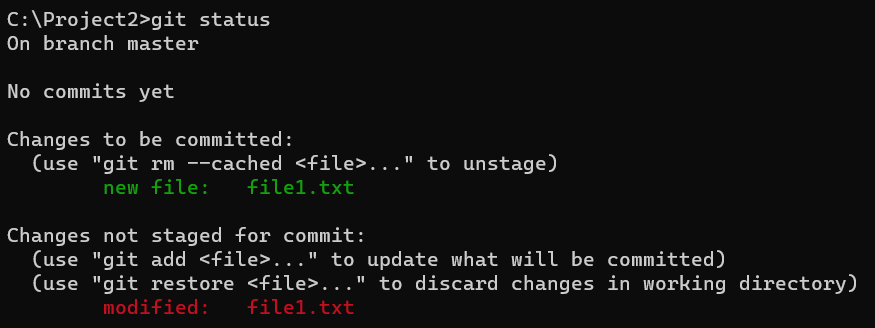 C:\Project2>git status
On branch master
No commits yet
Changes to be committed:
(use "git rm --cached <file>..." to unstage)
new file: file1.txt
Changes not staged for commit:
(use "git add <file>..." to update what will be committed)
(use "git restore <file>..." to discard changes in working directory)
modified: file1.txt